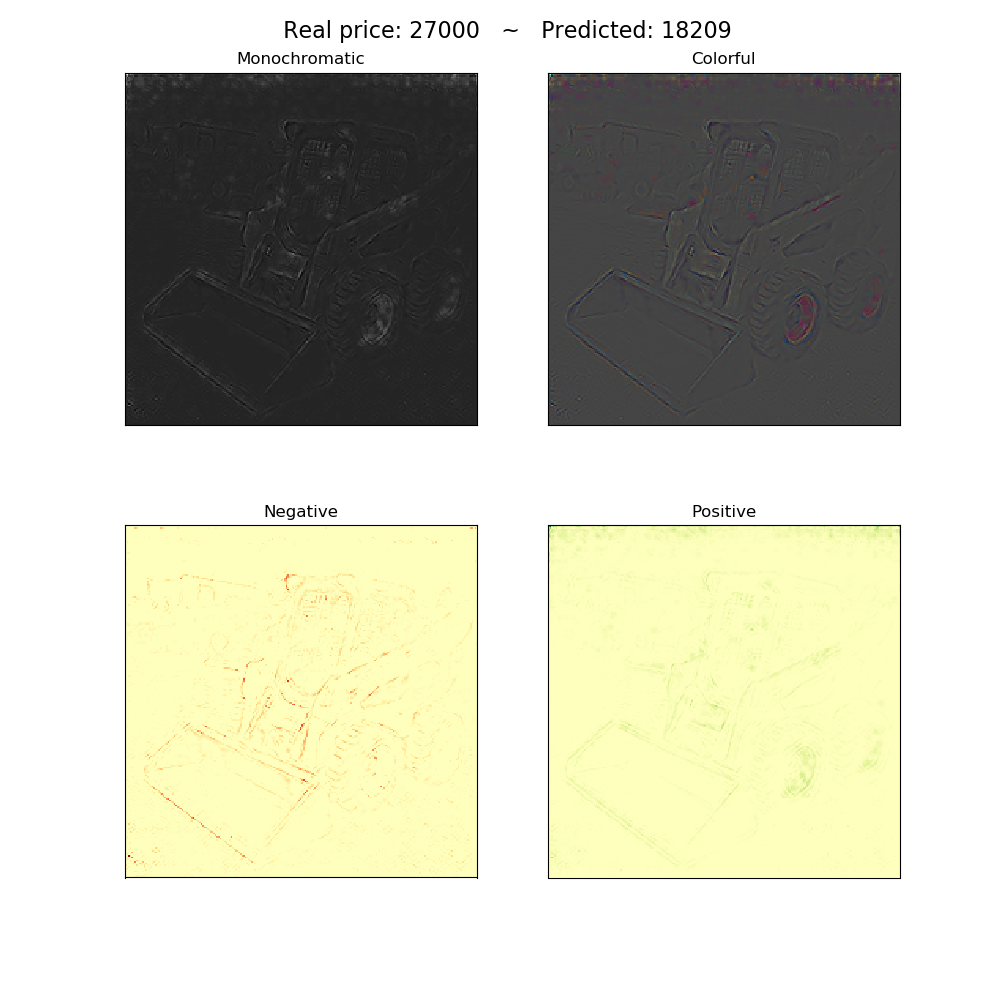 Real price: 27000 ~ Predicted: 18209
Monochromatic
Colorful
Negative
Positive